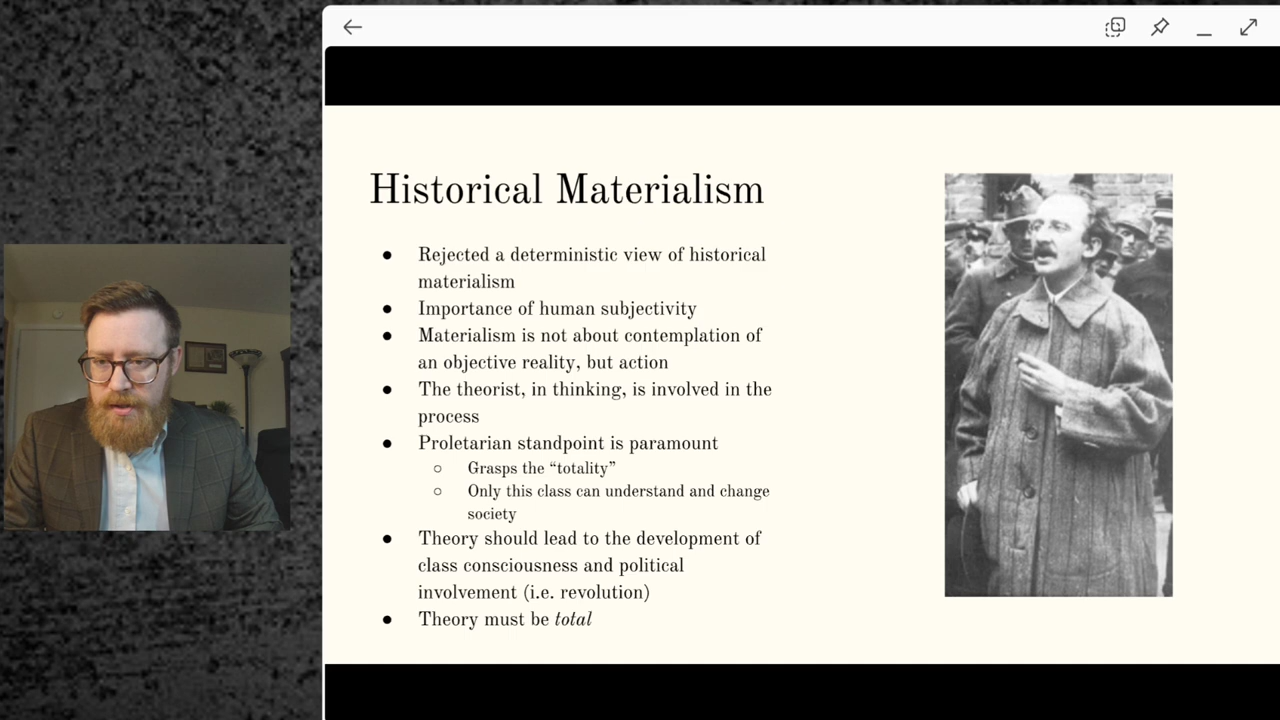 Historical Materialism
● Rejected a deterministic view of historical
materialism
● Importance of human subjectivity
● Materialism is not about contemplation of
an objective reality, but action
● The theorist, in thinking, is involved in the
process
● Proletarian standpoint is paramount
○ Grasps the “totality”
○ Only this class can understand and change
society
● Theory should lead to the development of
class consciousness and political
involvement (i.e. revolution)
● Theory must be total